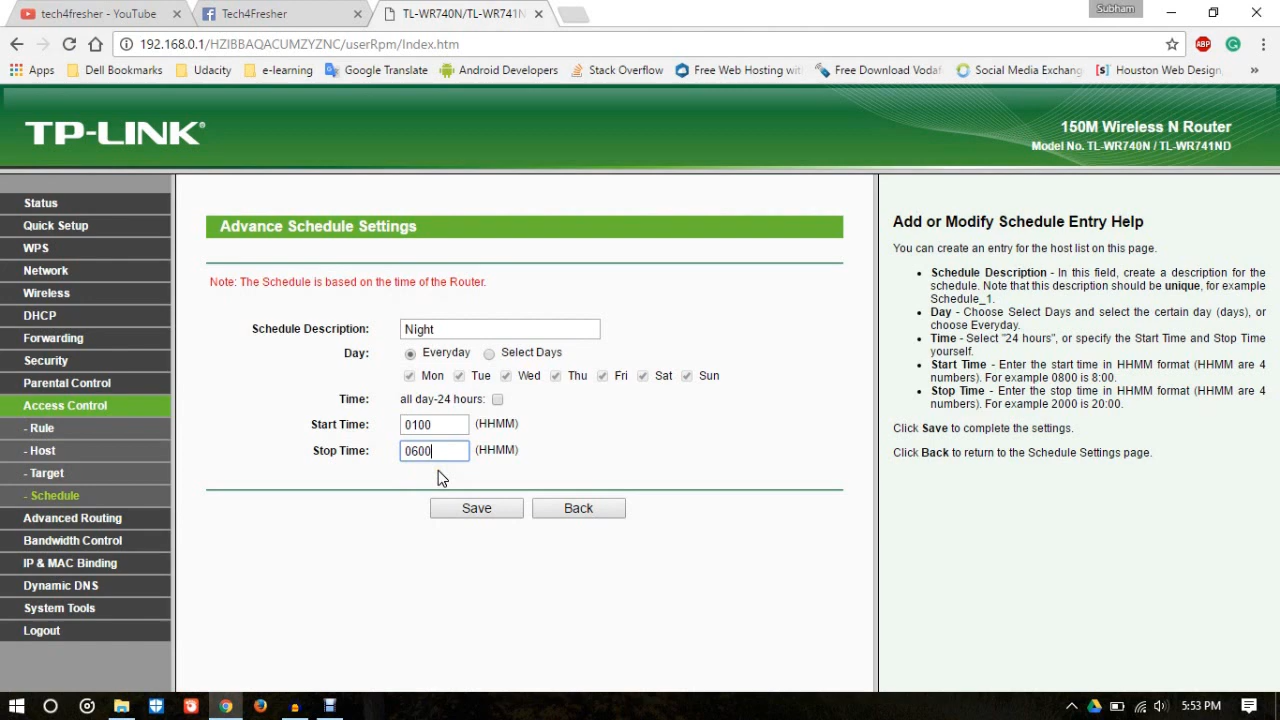 tech4fresher - YouTube
Tech4Fresher
TL-WR740N/TL-WR741N
Subham
192.168.0.1/HZIBBAQACUMZYZNC/userRpm/Index.htm
ABP
Apps
Dell Bookmarks
Udacity
e-learning
Google Translate
Android Developers
Stack Overflow
Free Web Hosting wit
Free Download Vodaf
Social Media Exchang
Houston Web Design,
TP-LINK®
150M Wireless N Router
Model No. TL-WR740N / TL-WR741ND
Status
Quick Setup
WPS
Network
Wireless
DHCP
Forwarding
Security
Parental Control
Access Control
- Rule
- Host
- Target
- Schedule
Advanced Routing
Bandwidth Control
IP & MAC Binding
Dynamic DNS
System Tools
Logout
Advance Schedule Settings
Note: The Schedule is based on the time of the Router.
Schedule Description: Night
Day: Everyday Select Days
Mon Tue Wed Thu Fri Sat Sun
Time: all day-24 hours:
Start Time: 0100 (HHMM)
Stop Time: 0600 (HHMM)
Save Back
Add or Modify Schedule Entry Help
You can create an entry for the host list on this page.
• Schedule Description - In this field, create a description for the
schedule. Note that this description should be unique, for example
Schedule_1.
• Day - Choose Select Days and select the certain day (days), or
choose Everyday.
• Time - Select "24 hours", or specify the Start Time and Stop Time
yourself.
• Start Time - Enter the start time in HHMM format (HHMM are 4
numbers). For example 0800 is 8:00.
• Stop Time - Enter the stop time in HHMM format (HHMM are 4
numbers). For example 2000 is 20:00.
Click Save to complete the settings.
Click Back to return to the Schedule Settings page.
5:53 PM